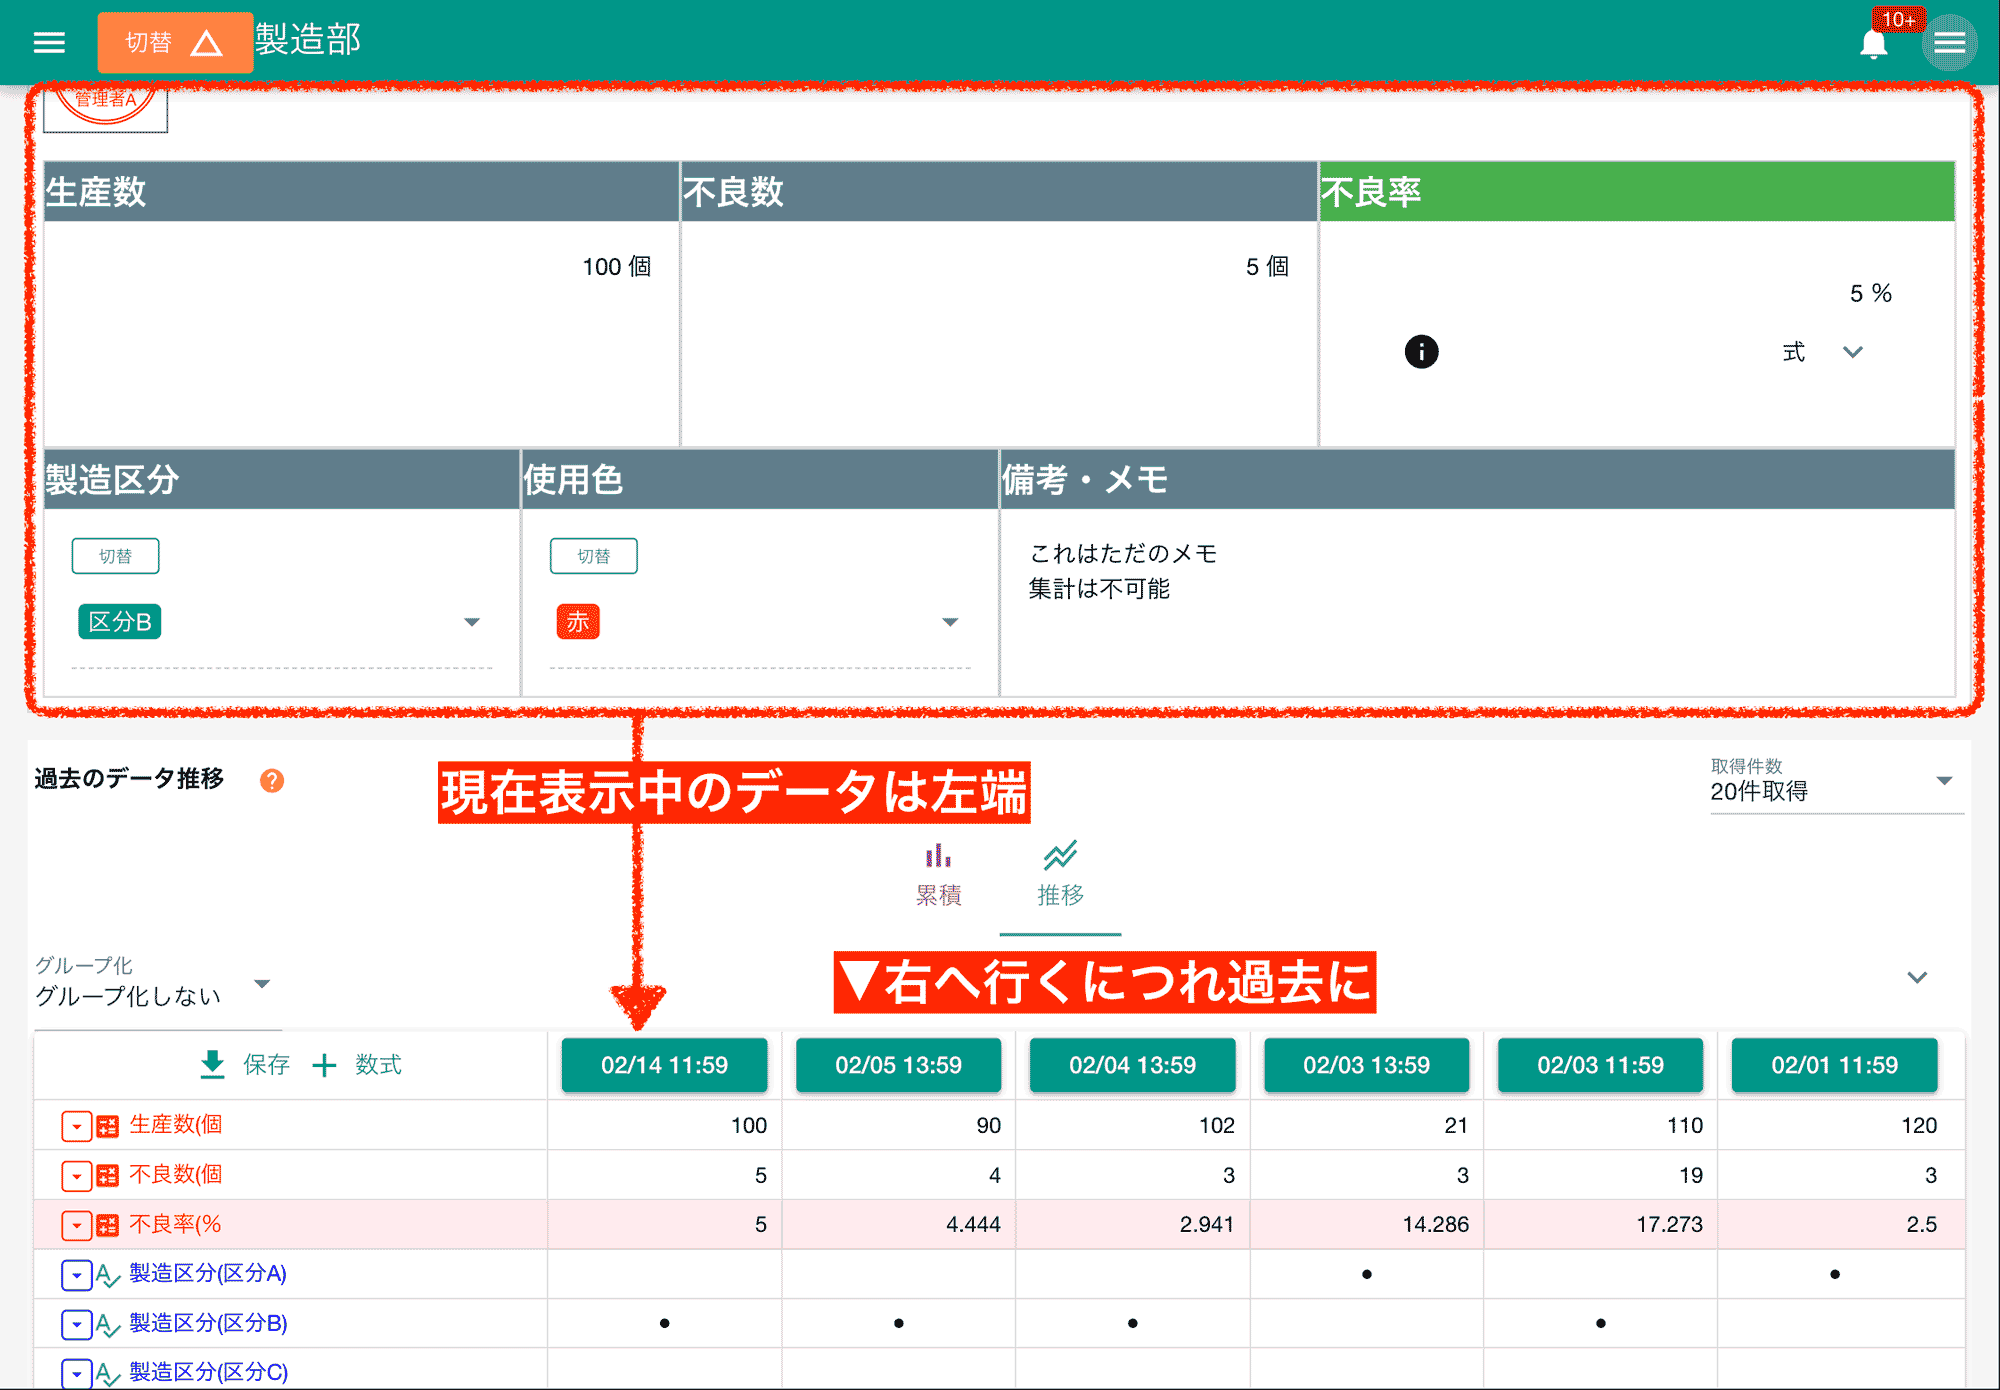 切替 製造部 10+
管理者A
生産数 不良数 不良率
100 個 5 個 5 %
式
製造区分 使用色 備考・メモ
切替 切替
これはただのメモ
集計は不可能
区分B 赤
過去のデータ推移 ?
現在表示中のデータは左端
取得件数
20件取得
累積 推移
▼右へ行くにつれ過去に
グループ化
グループ化しない
保存 + 数式 02/14 11:59 02/05 13:59 02/04 13:59 02/03 13:59 02/03 11:59 02/01 11:59
生産数(個 100 90 102 21 110 120
不良数(個 5 4 3 3 19 3
不良率(% 5 4.444 2.941 14.286 17.273 2.5
製造区分(区分A) • •
製造区分(区分B) • • • •
製造区分(区分C)